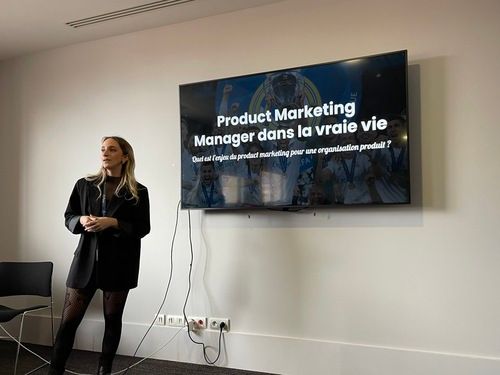 Product Marketing
Manager dans la vraie vie
Quel est l'enjeu du product marketing pour une organisation produit ?